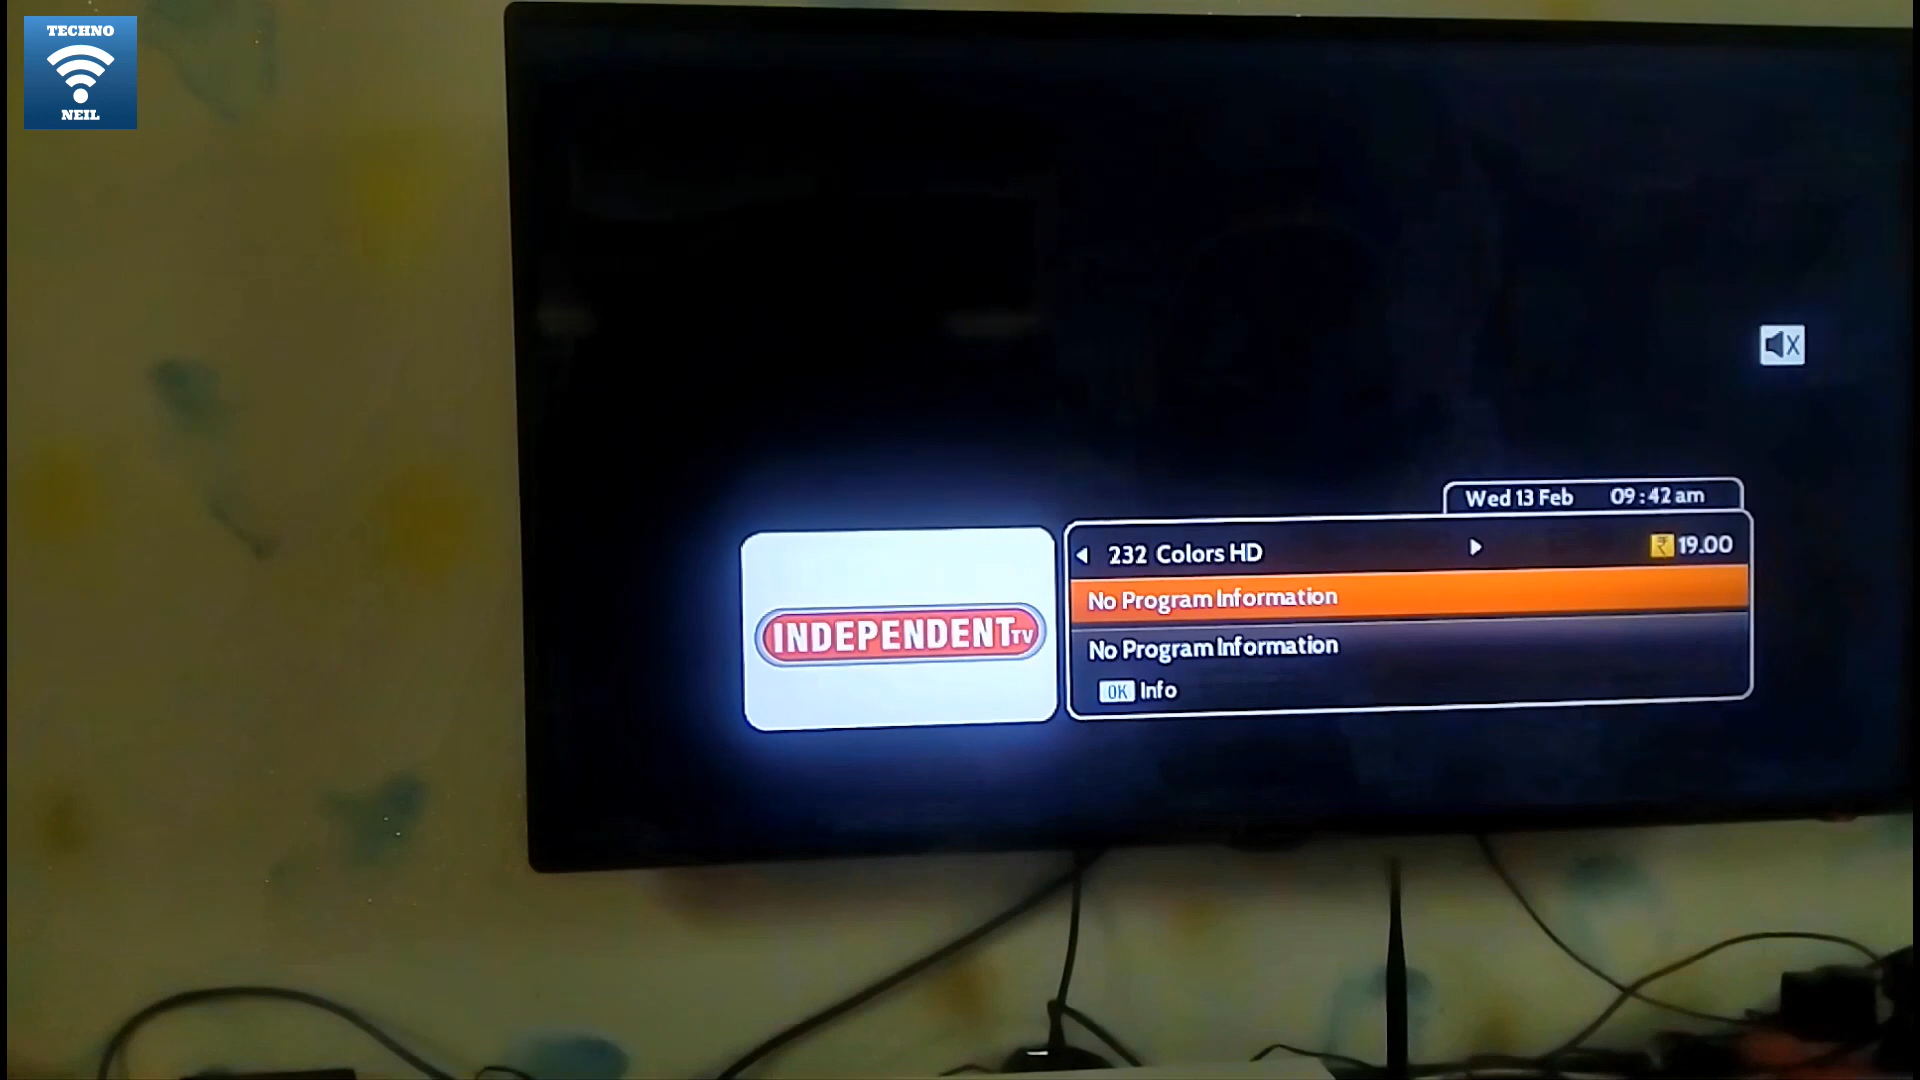 TECHNO
NEIL
Wed 13 Feb 09:42 am
232 Colors HD ₹ 19.00
No Program Information
INDEPENDENT TV
No Program Information
OK Info